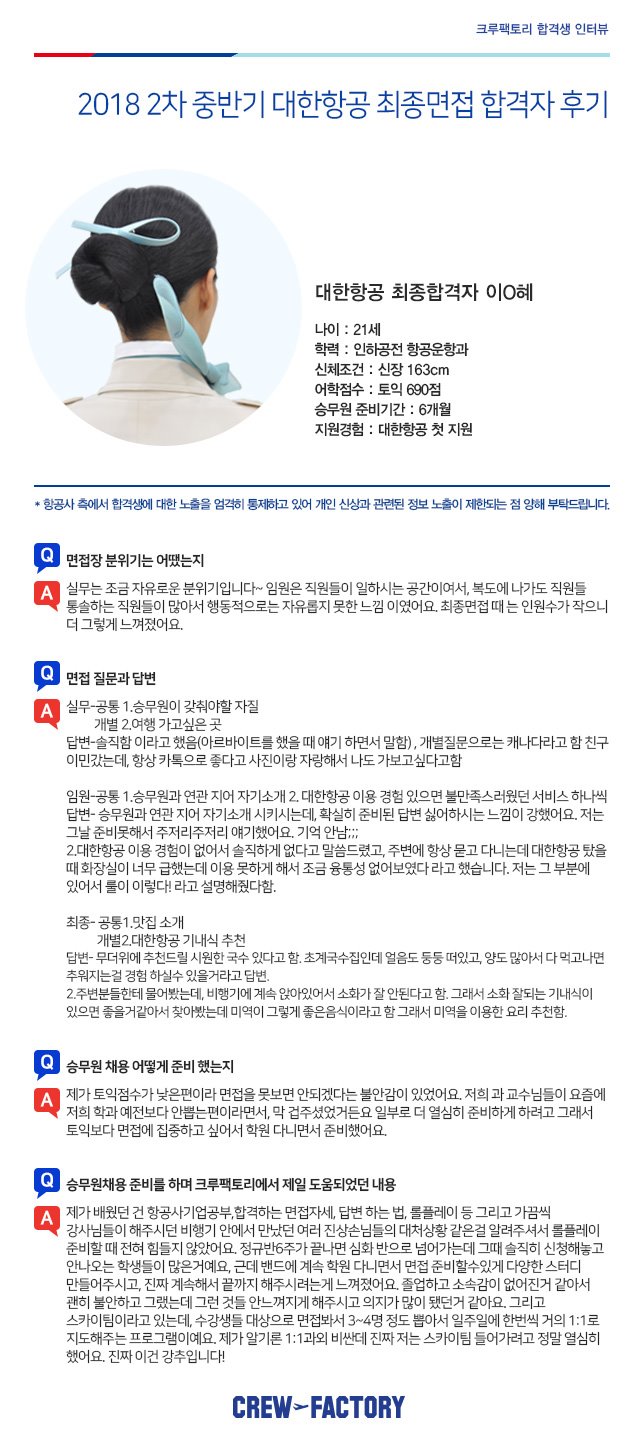 크루팩토리 합격생 인터뷰
2018 2차 중반기 대한항공 최종면접 합격자 후기
대한항공 최종합격자 이O혜
나이 : 21세
학력 : 인하공전 항공운항과
신체조건 : 신장 163cm
어학점수 : 토익 690점
승무원 준비기간 : 6개월
지원경험 : 대한항공 첫 지원
* 항공사 측에서 합격생에 대한 노출을 엄격히 통제하고 있어 개인 신상과 관련된 정보 노출이 제한되는 점 양해 부탁드립니다.
Q 면접장 분위기는 어땠는지
A 실무는 조금 자유로운 분위기입니다~ 임원은 직원들이 일하시는 공간이여서, 복도에 나가도 직원들
통솔하는 직원들이 많아서 행동적으로는 자유롭지 못한 느낌 이였어요. 최종면접 때 는 인원수가 작으니
더 그렇게 느껴졌어요.
Q 면접 질문과 답변
A 실무-공통 1.승무원이 갖춰야할 자질
개별 2.여행 가고싶은 곳
답변-솔직함 이라고 했음(아르바이트를 했을 때 얘기 하면서 말함) , 개별질문으로는 캐나다라고 함 친구
이민갔는데, 항상 카톡으로 좋다고 사진이랑 자랑해서 나도 가보고싶다고함
임원-공통 1.승무원과 연관 지어 자기소개 2. 대한항공 이용 경험 있으면 불만족스러웠던 서비스 하나씩
답변- 승무원과 연관 지어 자기소개 시키시는데, 확실히 준비된 답변 싫어하시는 느낌이 강했어요. 저는
그날 준비못해서 주저리주저리 얘기했어요. 기억 안남;;;
2.대한항공 이용 경험이 없어서 솔직하게 없다고 말씀드렸고, 주변에 항상 묻고 다니는데 대한항공 탔을
때 화장실이 너무 급했는데 이용 못하게 해서 조금 융통성 없어보였다 라고 했습니다. 저는 그 부분에
있어서 룰이 이렇다! 라고 설명해줬다함.
최종- 공통1.맛집 소개
개별2.대한항공 기내식 추천
답변- 무더위에 추천드릴 시원한 국수 있다고 함. 초계국수집인데 얼음도 둥둥 떠있고, 양도 많아서 다 먹고나면
추워지는걸 경험 하실수 있을거라고 답변.
2.주변분들한테 물어봤는데, 비행기에 계속 앉아있어서 소화가 잘 안된다고 함. 그래서 소화 잘되는 기내식이
있으면 좋을거같아서 찾아봤는데 미역이 그렇게 좋은음식이라고 함 그래서 미역을 이용한 요리 추천함.
Q 승무원 채용 어떻게 준비 했는지
A 제가 토익점수가 낮은편이라 면접을 못보면 안되겠다는 불안감이 있었어요. 저희 과 교수님들이 요즘에
저희 학과 예전보다 안뽑는편이라면서, 막 겁주셨었거든요 일부로 더 열심히 준비하게 하려고 그래서
토익보다 면접에 집중하고 싶어서 학원 다니면서 준비했어요.
Q 승무원채용 준비를 하며 크루팩토리에서 제일 도움되었던 내용
A 제가 배웠던 건 항공사기업공부,합격하는 면접자세, 답변 하는 법, 롤플레이 등 그리고 가끔씩
강사님들이 해주시던 비행기 안에서 만났던 여러 진상손님들의 대처상황 같은걸 알려주셔서 롤플레이
준비할 때 전혀 힘들지 않았어요. 정규반6주가 끝나면 심화 반으로 넘어가는데 그때 솔직히 신청해놓고
안나오는 학생들이 많은거예요, 근데 밴드에 계속 학원 다니면서 면접 준비할수있게 다양한 스터디
만들어주시고, 진짜 계속해서 끝까지 해주시려는게 느껴졌어요. 졸업하고 소속감이 없어진거 같아서
괜히 불안하고 그랬는데 그런 것들 안느껴지게 해주시고 의지가 많이 됐던거 같아요. 그리고
스카이팀이라고 있는데, 수강생들 대상으로 면접봐서 3~4명 정도 뽑아서 일주일에 한번씩 거의 1:1로
지도해주는 프로그램이예요. 제가 알기론 1:1과외 비싼데 진짜 저는 스카이팀 들어가려고 정말 열심히
했어요. 진짜 이건 강추입니다!
CREW FACTORY